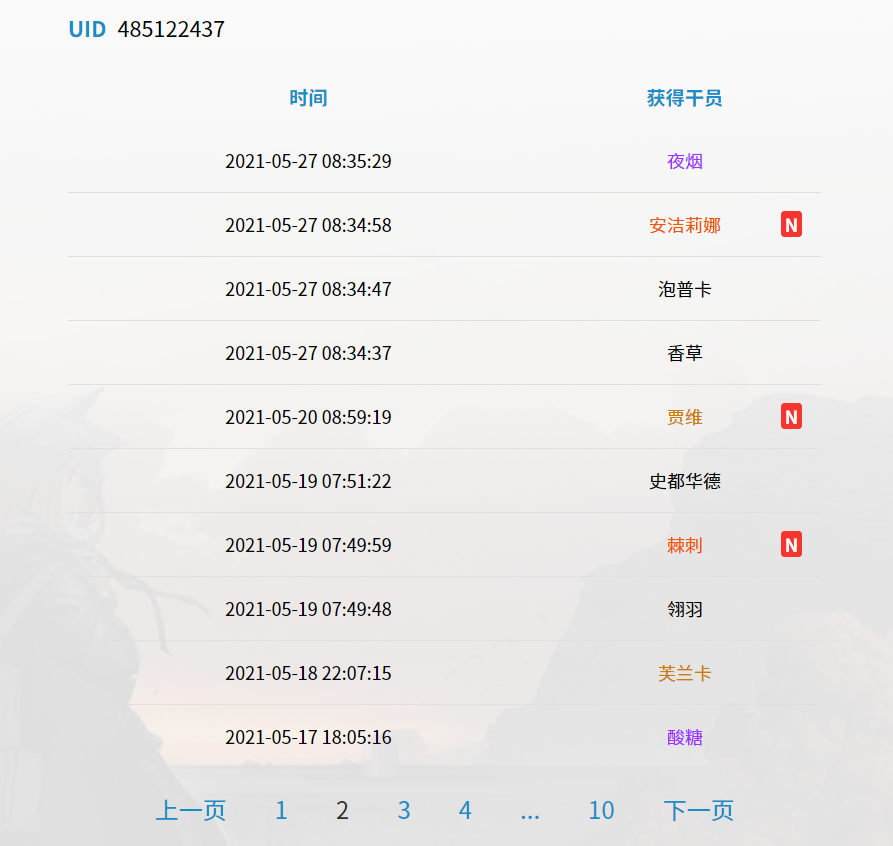 UID 485122437
时间 获得干员
2021-05-27 08:35:29 夜烟
2021-05-27 08:34:58 安洁莉娜 N
2021-05-27 08:34:47 泡普卡
2021-05-27 08:34:37 香草
2021-05-20 08:59:19 贾维 N
2021-05-19 07:51:22 史都华德
2021-05-19 07:49:59 棘刺 N
2021-05-19 07:49:48 翎羽
2021-05-18 22:07:15 芙兰卡
2021-05-17 18:05:16 酸糖
上一页 1 2 3 4 ... 10 下一页